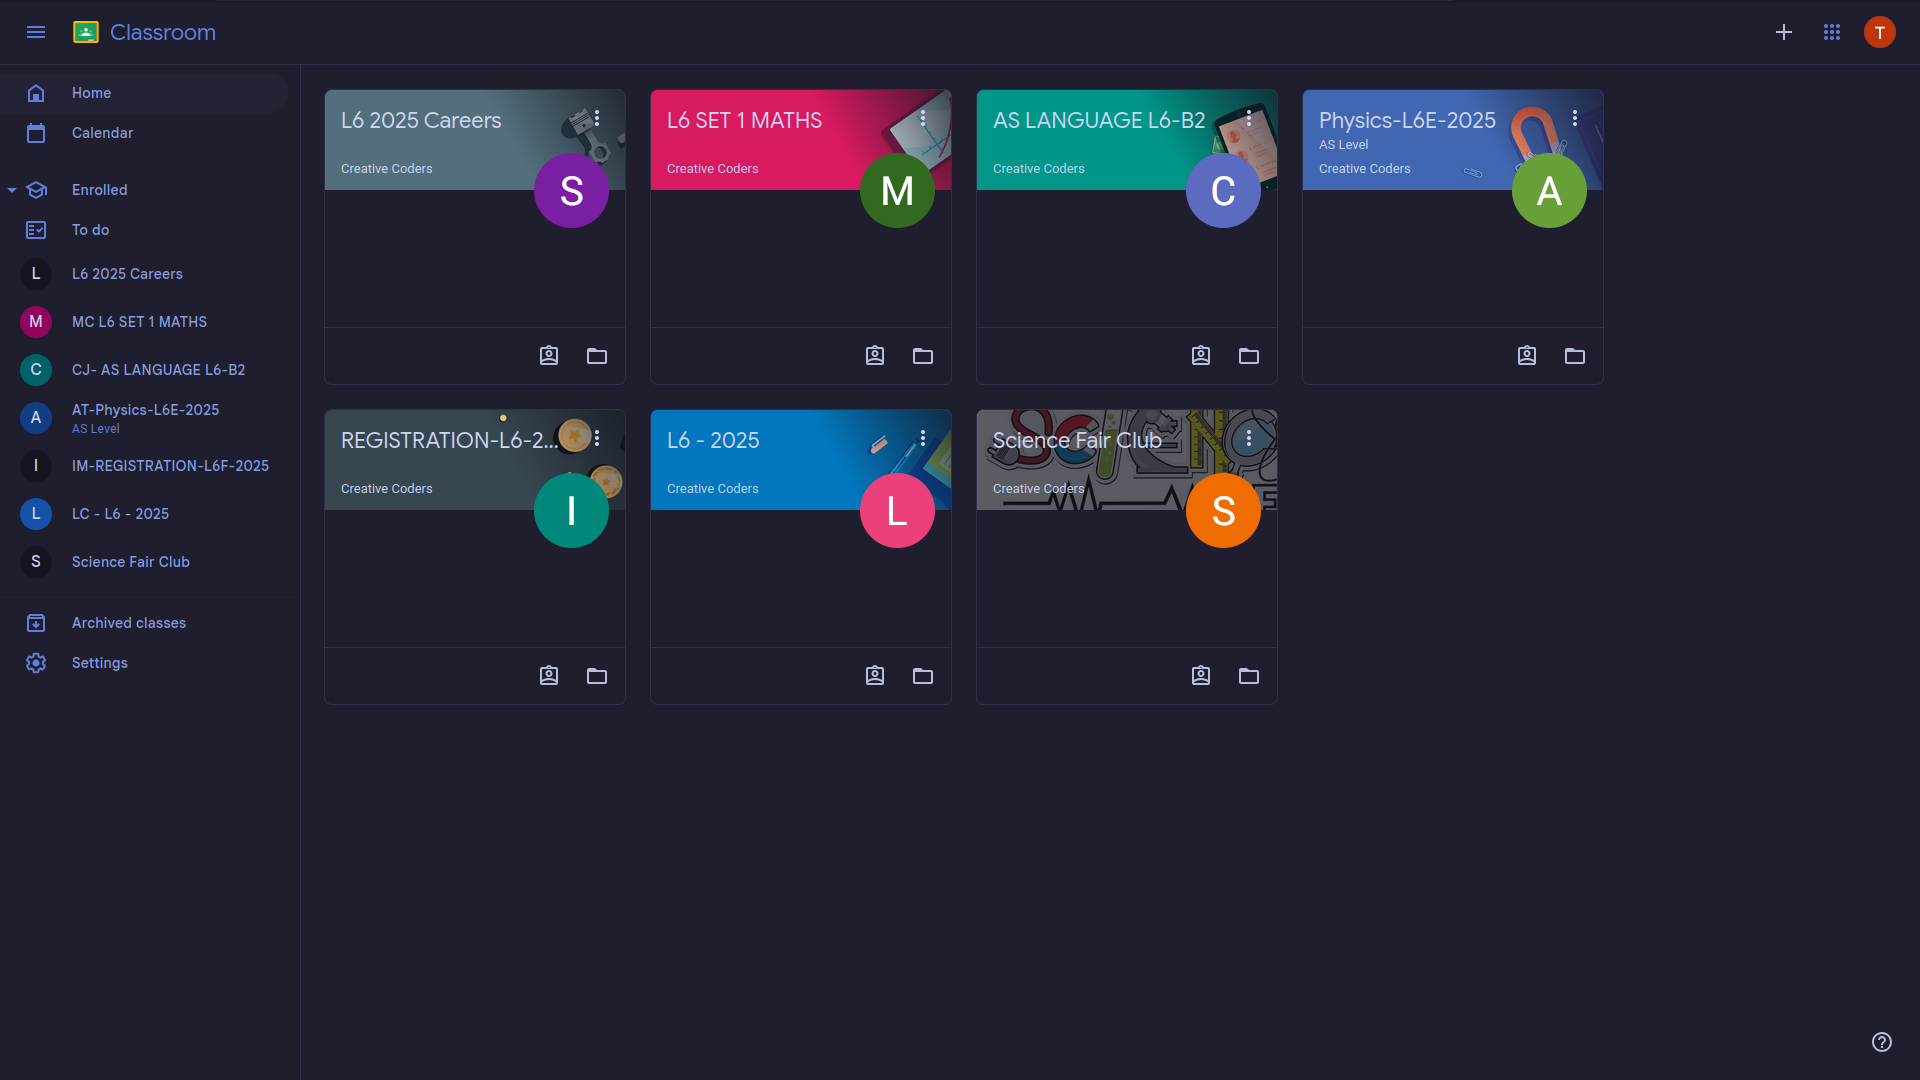 Classroom
T
Home
Calendar
Enrolled
To do
L
L6 2025 Careers
M
MC L6 SET 1 MATHS
C
CJ- AS LANGUAGE L6-B2
A
AT-Physics-L6E-2025
AS Level
I
IM-REGISTRATION-L6F-2025
L
LC - L6 - 2025
S
Science Fair Club
Archived classes
Settings
L6 2025 Careers
Creative Coders
S
L6 SET 1 MATHS
Creative Coders
M
AS LANGUAGE L6-B2
Creative Coders
C
Physics-L6E-2025
AS Level
Creative Coders
A
REGISTRATION-L6-2...
Creative Coders
I
L6 - 2025
Creative Coders
L
Science Fair Club
Creative Coders
S